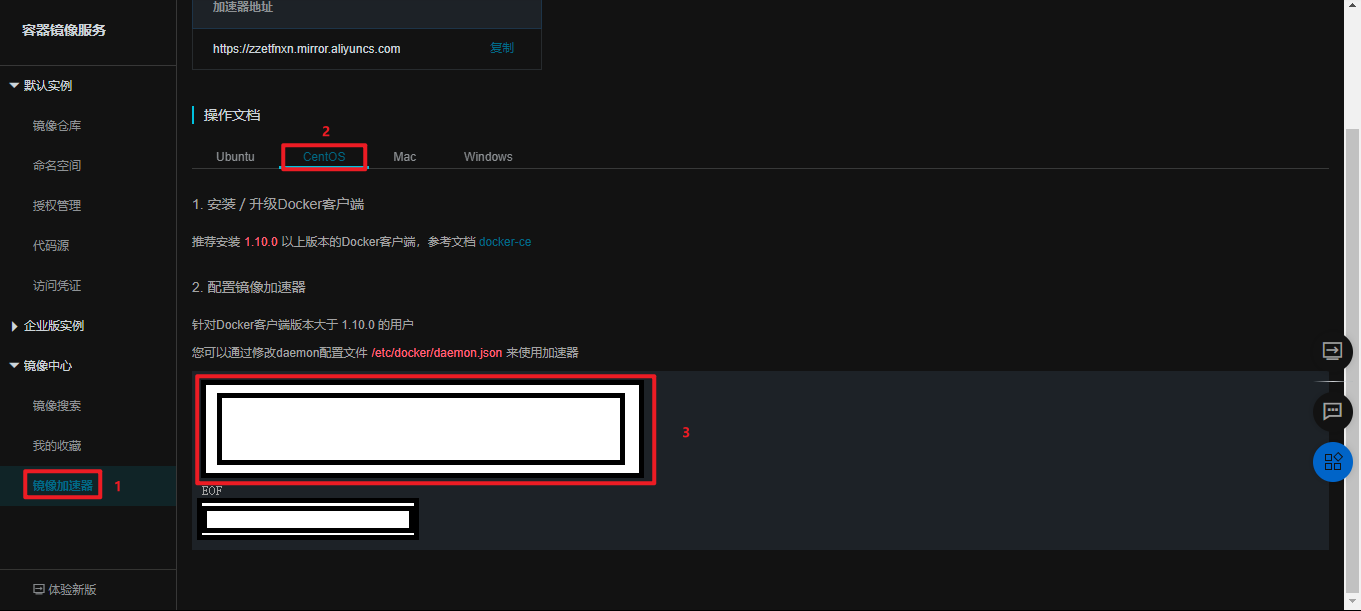 容器镜像服务
默认实例
镜像仓库
命名空间
授权管理
代码源
访问凭证
企业版实例
镜像中心
镜像搜索
我的收藏
镜像加速器 1
体验新版
加速器地址
https://zzetfnxn.mirror.aliyuncs.com 复制
操作文档
2
Ubuntu CentOS Mac Windows
1. 安装 / 升级Docker客户端
推荐安装 1.10.0 以上版本的Docker客户端，参考文档 docker-ce
2. 配置镜像加速器
针对Docker客户端版本大于 1.10.0 的用户
您可以通过修改daemon配置文件 /etc/docker/daemon.json 来使用加速器
3
EOF